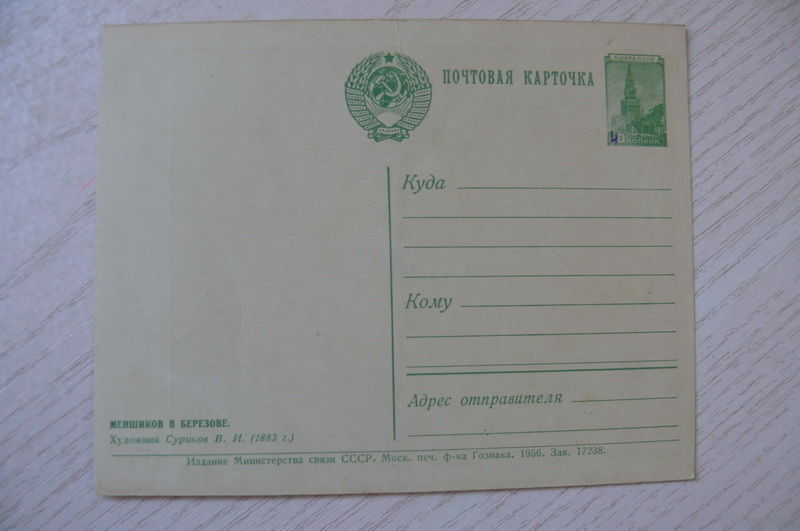 ПОЧТОВАЯ КАРТОЧКА
ПОЧТА СССР
40 КОПЕЕК
Куда
Кому
Адрес отправителя
МЕНШИКОВ В БЕРЕЗОВЕ.
Художник Суриков В. И. (1883 г.)
Издание Министерства связи СССР. Моск. печ. ф-ка Гознака. 1956. Зак. 17238.